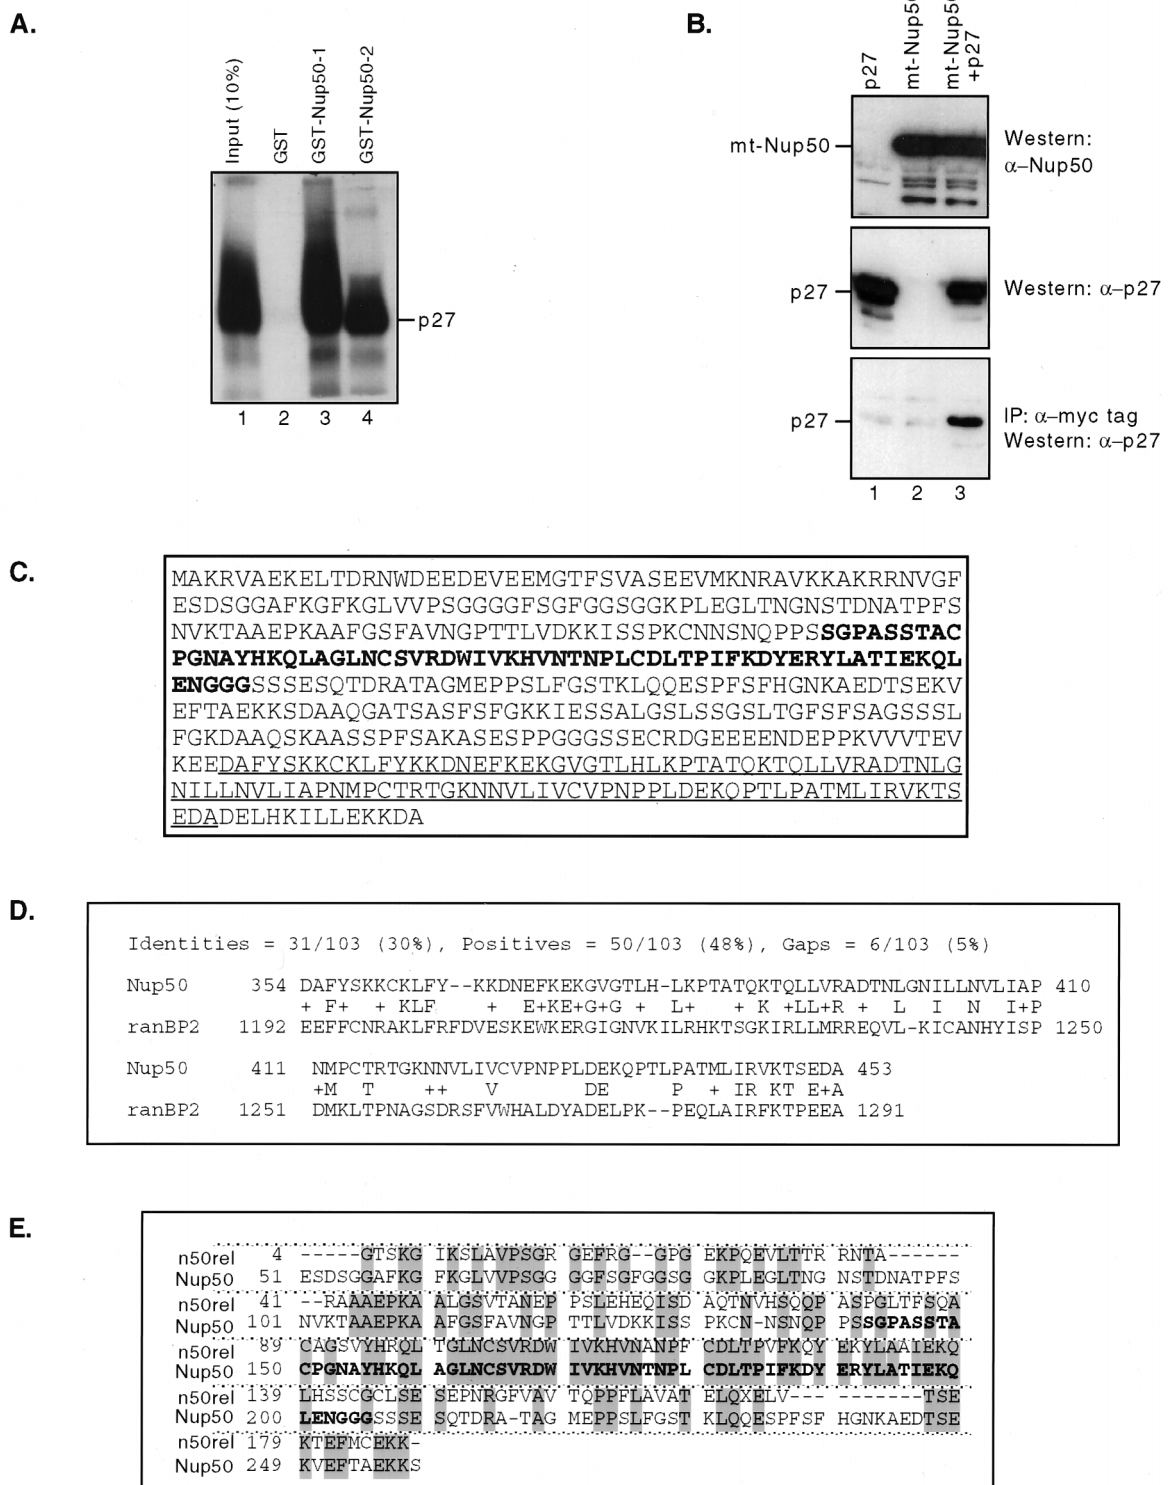 A.
Input (10%)
GST
GST-Nup50-1
GST-Nup50-2
p27
1 2 3 4
B.
p27
mt-Nup50
mt-Nup50
+p27
mt-Nup50
Western:
α–Nup50
p27
Western: α–p27
p27
IP: α–myc tag
Western: α–p27
1 2 3
C.
MAKRVAEKELTDRNWDEEDEVEEMGTFSVASEEVMKNRAVKKAKRRNVGF
ESDSGGAFKGFKGLVVPSGGGGFSGFGGSGGKPLEGLTNGNSTDNATPFS
NVKTAAEPKAAFGSFAVNGPTTLVDKKISSPKCNNSNQPPSSGPASSTAC
PGNAYHKQLAGLNCSVRDWIVKHVNTNPLCDLTPIFKDYERYLATIEKQL
ENGGGSSSESQTDRATAGMEPPSLFGSTKLQQESPFSFHGNKAEDTSEKV
EFTAEKKSDAAQGATSASFSFGKKIESSALGSLSSGSLTGFSFSAGSSSL
FGKDAAQSKAASSPFSAKASESPPGGGSSECRDGEEEENDEPPKVVVTEV
KEEDAFYSKKCKLFYKKDNEFKEKGVGTLHLKPTATQKTQLLVRADTNLG
NILLNVLIAPNMPCTRTGKNNVLIVCVPNPPLDEKQPTLPATMLIRVKTS
EDADELHKILLEKKDA
D.
Identities = 31/103 (30%), Positives = 50/103 (48%), Gaps = 6/103 (5%)
Nup50 354 DAFYSKKCKLFY--KKDNEFKEKGVGTLH-LKPTATQKTQLLVRADTNLGNILLNVLIAP 410
+ F+ + KLF + E+KE+G+G + L+ + K +LL+R + L I N I+P
ranBP2 1192 EEFFCNRAKLFRFDVESKEWKERGIGNVKILRHKTSGKIRLLMRREQVL-KICANHYISP 1250
Nup50 411 NMPCTRTGKNNVLIVCVPNPPLDEKQPTLPATMLIRVKTSEDA 453
+M T ++ V DE P + IR KT E+A
ranBP2 1251 DMKLTPNAGSDRSFVWHALDYADELPK--PEQLAIRFKTPEEA 1291
E.
n50rel 4 -----GTSKG IKSLAVPSGR GEFRG--GPG EKPQEVLTTR RNTA------
Nup50 51 ESDSGGAFKG FKGLVVPSGG GGFSGFGGSG GKPLEGLTNG NSTDNATPFS
n50rel 41 --RAAAEPKA ALGSVTANEP PSLEHEQISD AQTNVHSQQP ASPGLTFSQA
Nup50 101 NVKTAAEPKA AFGSFAVNGP TTLVDKKISS PKCN-NSNQP PSSGPASSTA
n50rel 89 CAGSVYHRQL TGLNCSVRDW IVKHVNANPF CDLTPVFKDY EKYLAAIEKQ
Nup50 150 CPGNAYHKQL AGLNCSVRDW IVKHVNTNPL CDLTPIFKDY ERYLATIEKQ
n50rel 139 LHSSCGCLSE SEPNRGFVAV TQPPFLAVAT ELQXELV--- -------TSE
Nup50 200 LENGGGSSSE SQTDRA-TAG MEPPSLFGST KLQQESPFSF HGNKAEDTSE
n50rel 179 KTEFMCEKK-
Nup50 249 KVEFTAEKKS